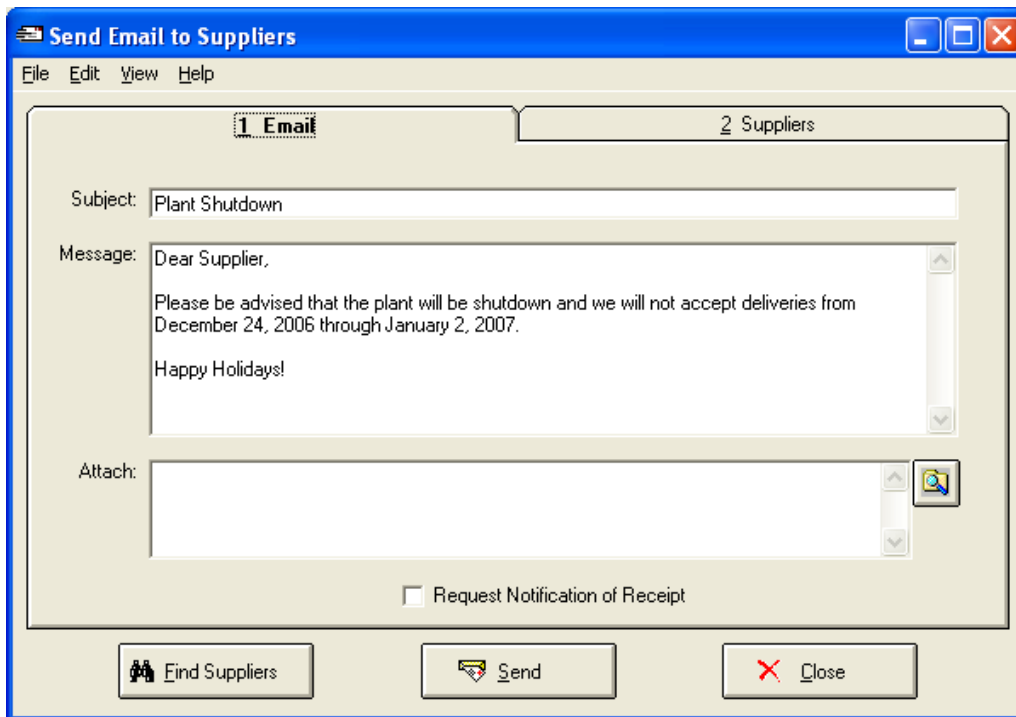 Send Email to Suppliers
File Edit View Help
1 Email
2 Suppliers
Subject: Plant Shutdown
Message: Dear Supplier,
Please be advised that the plant will be shutdown and we will not accept deliveries from
December 24, 2006 through January 2, 2007.
Happy Holidays!
Attach:
Request Notification of Receipt
Find Suppliers
Send
Close